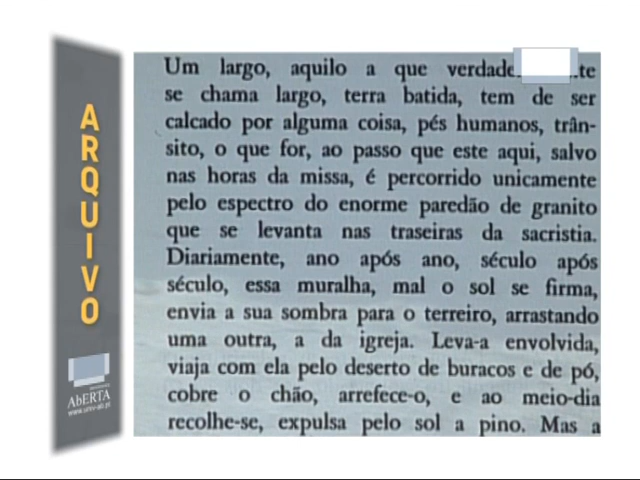 ARQUIVO
AbERTA
www.univ-ab.pt
Um largo, aquilo a que
se chama largo, terra batida, tem de ser
calcado por alguma coisa, pés humanos, trân-
sito, o que for, ao passo que este aqui, salvo
nas horas da missa, é percorrido unicamente
pelo espectro do enorme paredão de granito
que se levanta nas traseiras da sacristia.
Diariamente, ano após ano, século após
século, essa muralha, mal o sol se firma,
envia a sua sombra para o terreiro, arrastando
uma outra, a da igreja. Leva-a envolvida,
viaja com ela pelo deserto de buracos e de pó,
cobre o chão, arrefece-o, e ao meio-dia
recolhe-se, expulsa pelo sol a pino. Mas a